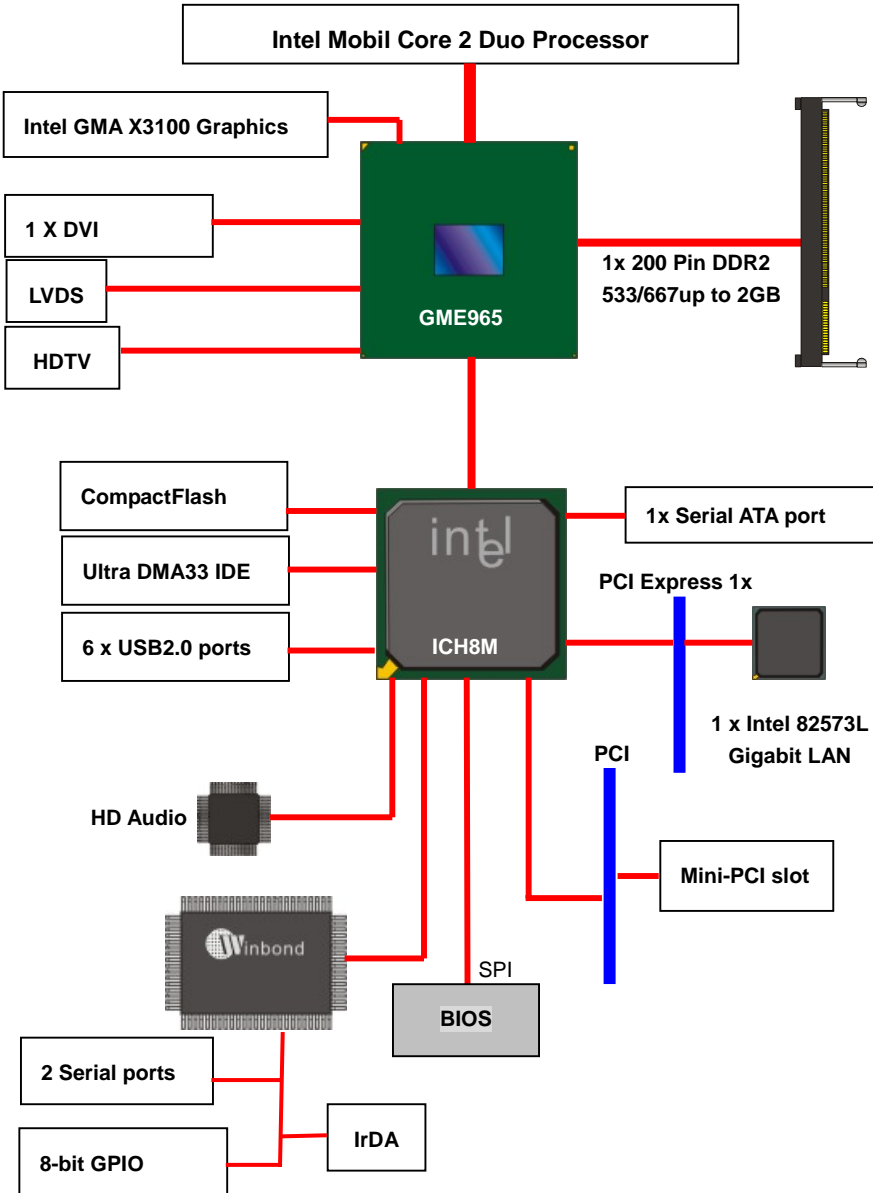 Intel Mobil Core 2 Duo Processor
Intel GMA X3100 Graphics
1 X DVI
LVDS
HDTV
GME965
1x 200 Pin DDR2
533/667up to 2GB
CompactFlash
Ultra DMA33 IDE
6 x USB2.0 ports
intel
ICH8M
1x Serial ATA port
PCI Express 1x
1 x Intel 82573L
Gigabit LAN
PCI
HD Audio
Mini-PCI slot
Winbond
SPI
BIOS
2 Serial ports
IrDA
8-bit GPIO